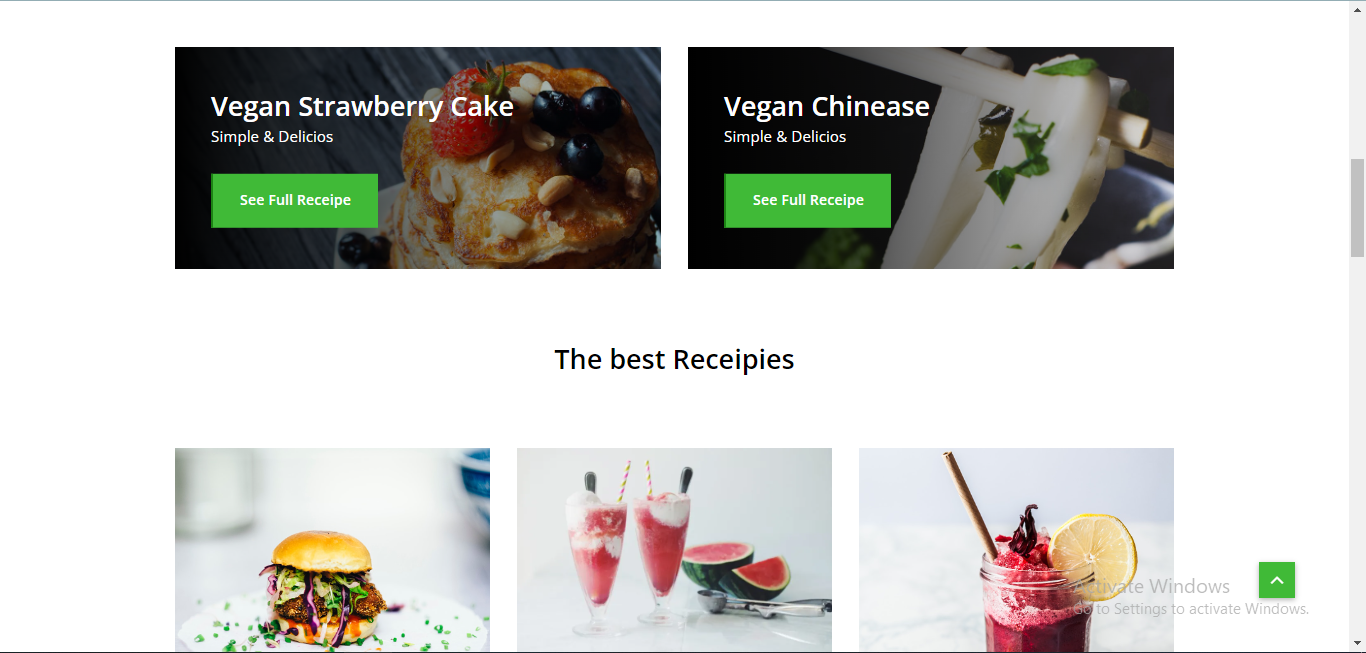 Vegan Strawberry Cake
Simple & Delicios
See Full Receipe
Vegan Chinease
Simple & Delicios
See Full Receipe
The best Receipies
Activate Windows
Go to Settings to activate Windows.